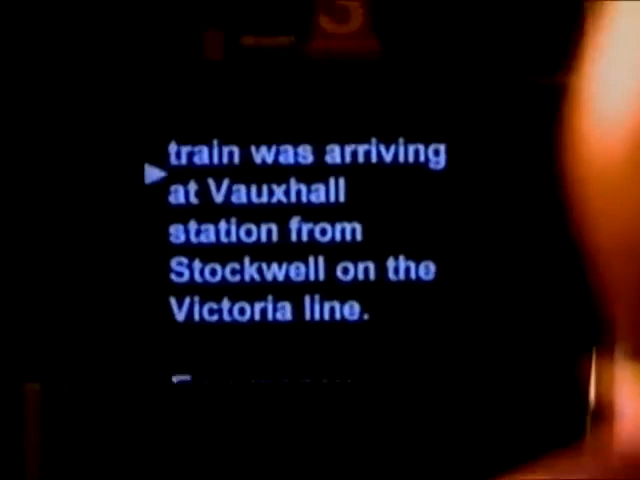 S
train was arriving
at Vauxhall
station from
Stockwell on the
Victoria line.